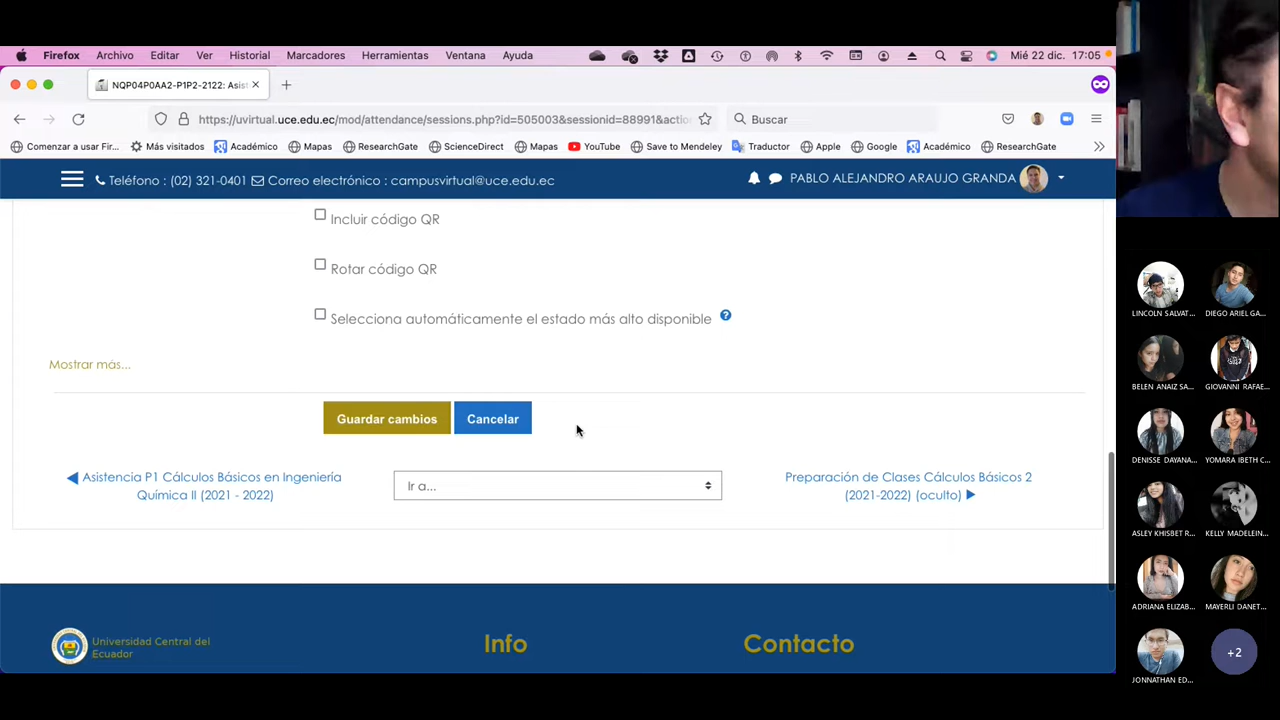 Firefox Archivo Editar Ver Historial Marcadores Herramientas Ventana Ayuda Mié 22 dic. 17:05
NQP04P0AA2-P1P2-2122: Asis
https://uvirtual.uce.edu.ec/mod/attendance/sessions.php?id=505003&sessionid=88991&actio
Buscar
Comenzar a usar Fir... Más visitados Académico Mapas ResearchGate ScienceDirect Mapas YouTube Save to Mendeley Traductor Apple Google Académico ResearchGate
Teléfono : (02) 321-0401 Correo electrónico : campusvirtual@uce.edu.ec PABLO ALEJANDRO ARAUJO GRANDA
Incluir código QR
Rotar código QR
Selecciona automáticamente el estado más alto disponible
Mostrar más...
Guardar cambios Cancelar
◀ Asistencia P1 Cálculos Básicos en Ingeniería
Química II (2021 - 2022)
Ir a...
Preparación de Clases Cálculos Básicos 2
(2021-2022) (oculto) ▶
Universidad Central del
Ecuador
Info
Contacto
LINCOLN SALVAT... DIEGO ARIEL GA...
BELEN ANAIZ SA... GIOVANNI RAFAE...
DENISSE DAYANA... YOMARA IBETH C...
ASLEY KHISBET R... KELLY MADELEIN...
ADRIANA ELIZAB... MAYERLI DANET...
JONNATHAN ED... +2